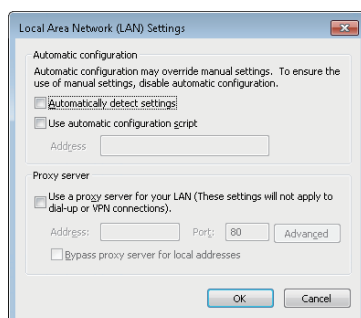 Local Area Network (LAN) Settings
Automatic configuration
Automatic configuration may override manual settings. To ensure the
use of manual settings, disable automatic configuration.
Automatically detect settings
Use automatic configuration script
Address
Proxy server
Use a proxy server for your LAN (These settings will not apply to
dial-up or VPN connections).
Address:
Port: 80 Advanced
Bypass proxy server for local addresses
OK Cancel